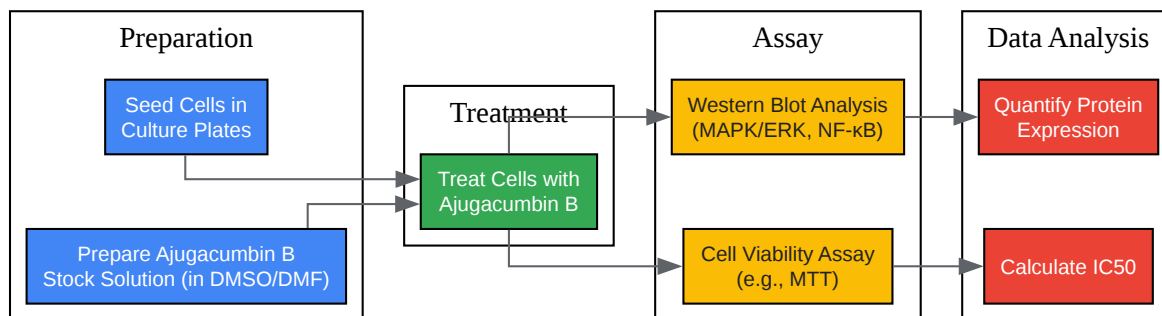 Preparation
Seed Cells in
Culture Plates
Prepare Ajugacumbin B
Stock Solution (in DMSO/DMF)
Treatment
Treat Cells with
Ajugacumbin B
Assay
Western Blot Analysis
(MAPK/ERK, NF-κB)
Cell Viability Assay
(e.g., MTT)
Data Analysis
Quantify Protein
Expression
Calculate IC50